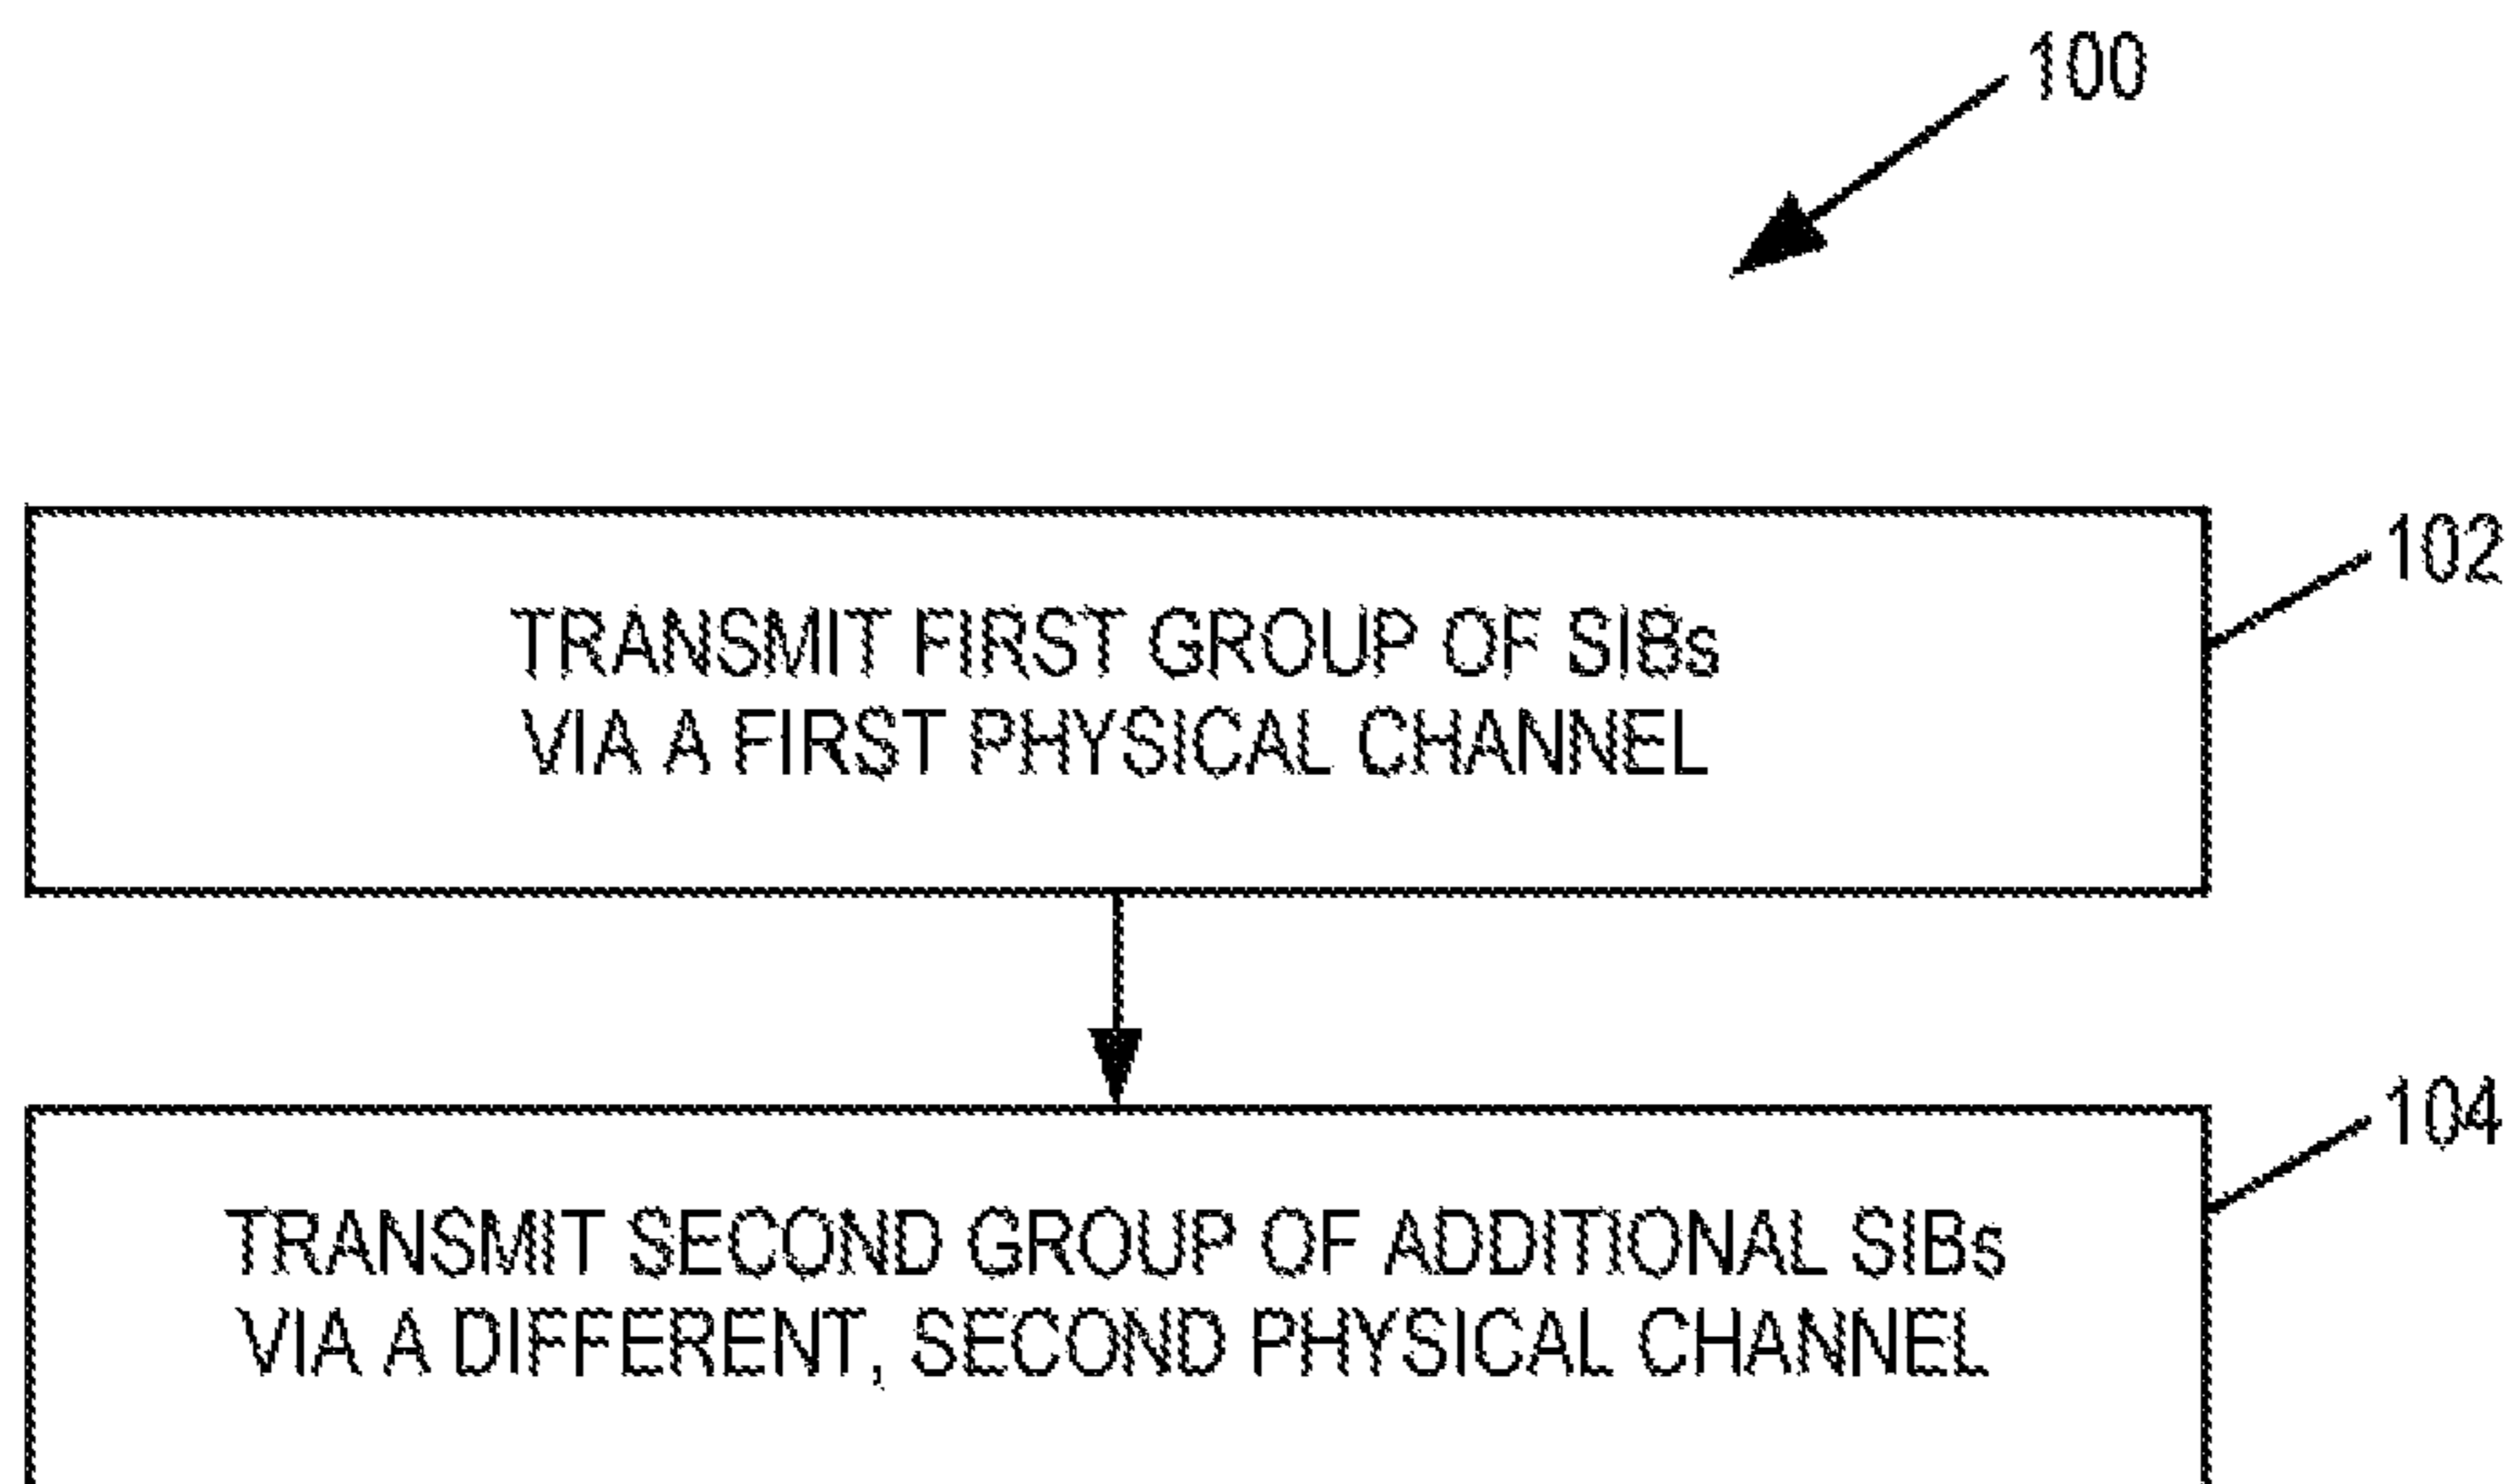 100
102
TRANSMIT FIRST GROUP OF SIBs
VIA A FIRST PHYSICAL CHANNEL
104
TRANSMIT SECOND GROUP OF ADDITIONAL SIBs
VIA A DIFFERENT, SECOND PHYSICAL CHANNEL